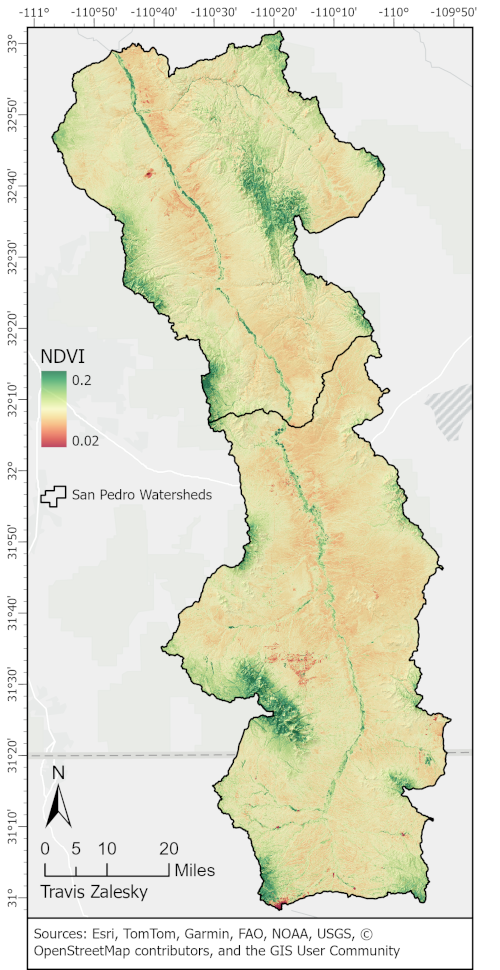 -111° -110°50' -110°40' -110°30' -110°20' -110°10' -110° -109°50'
33°
32°50'
32°40'
32°30'
32°20'
32°10'
32°
31°50'
31°40'
31°30'
31°20'
31°10'
31°
NDVI
0.2
0.02
San Pedro Watersheds
N
0 5 10 20
Miles
Travis Zalesky
Sources: Esri, TomTom, Garmin, FAO, NOAA, USGS, ©
OpenStreetMap contributors, and the GIS User Community